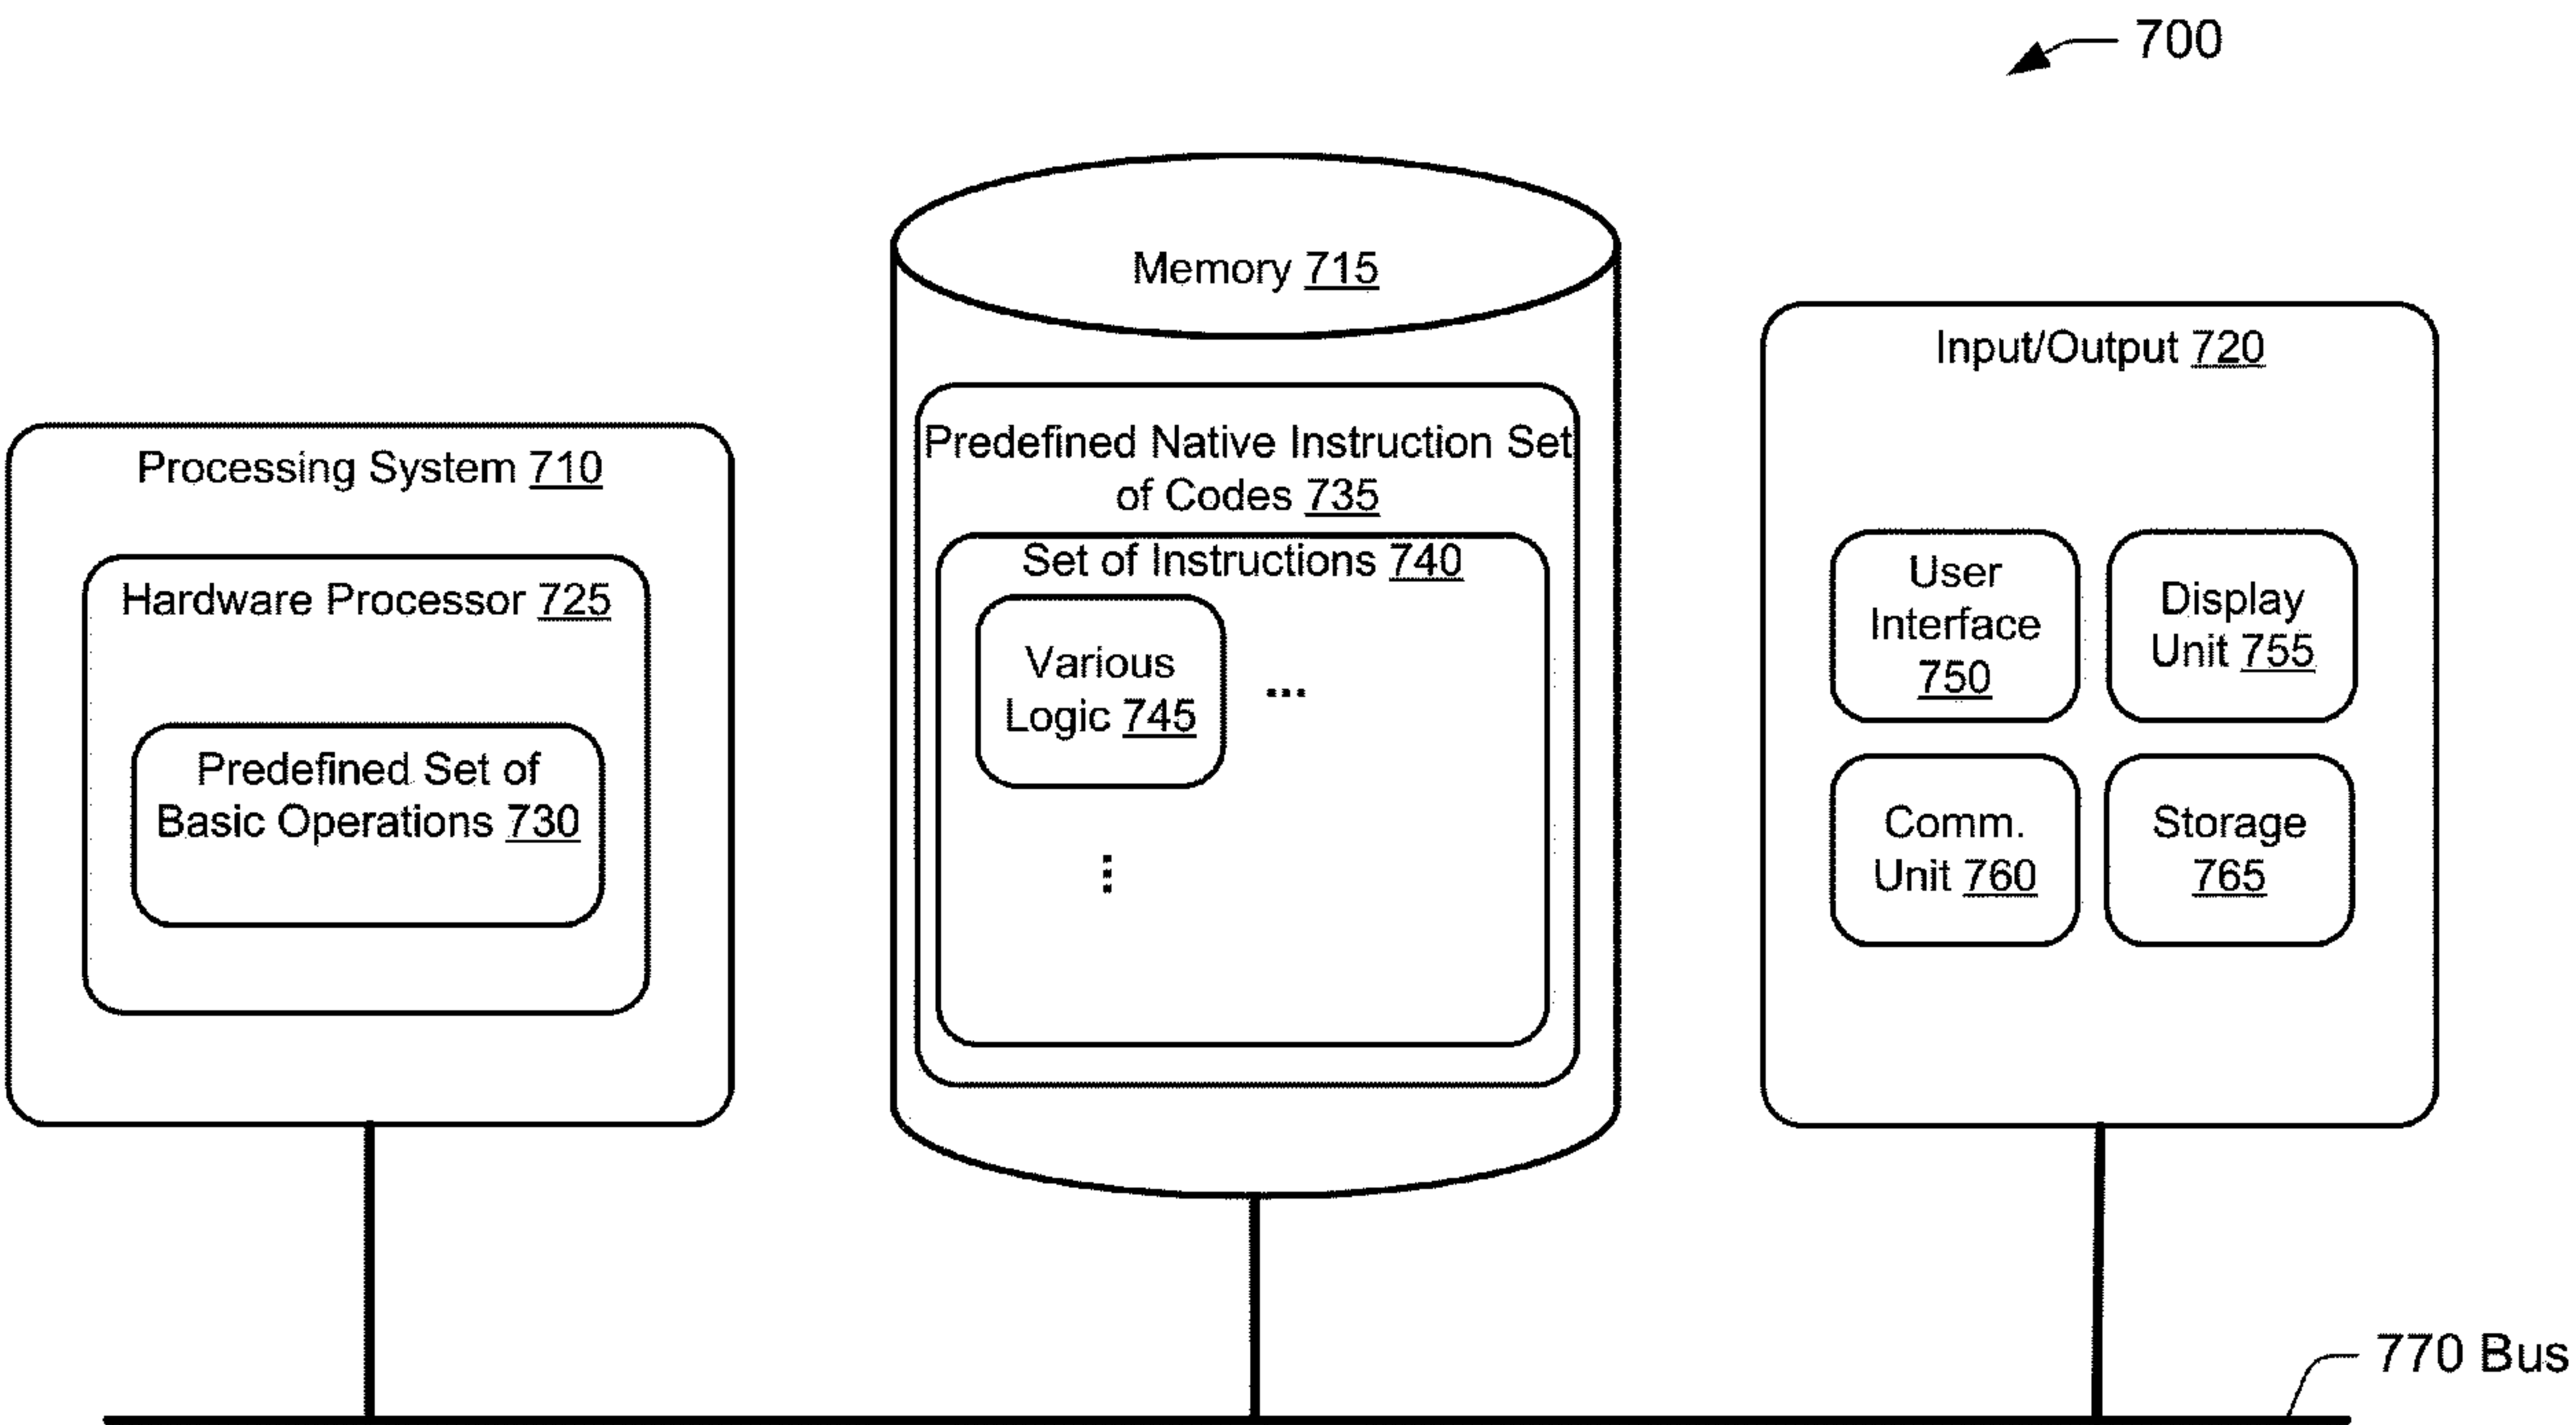 700
Memory 715
Input/Output 720
Processing System 710
Predefined Native Instruction Set
of Codes 735
Hardware Processor 725
Set of Instructions 740
User
Interface
750
Display
Unit 755
Various
Logic 745
...
Predefined Set of
Basic Operations 730
...
Comm.
Unit 760
Storage
765
770 Bus